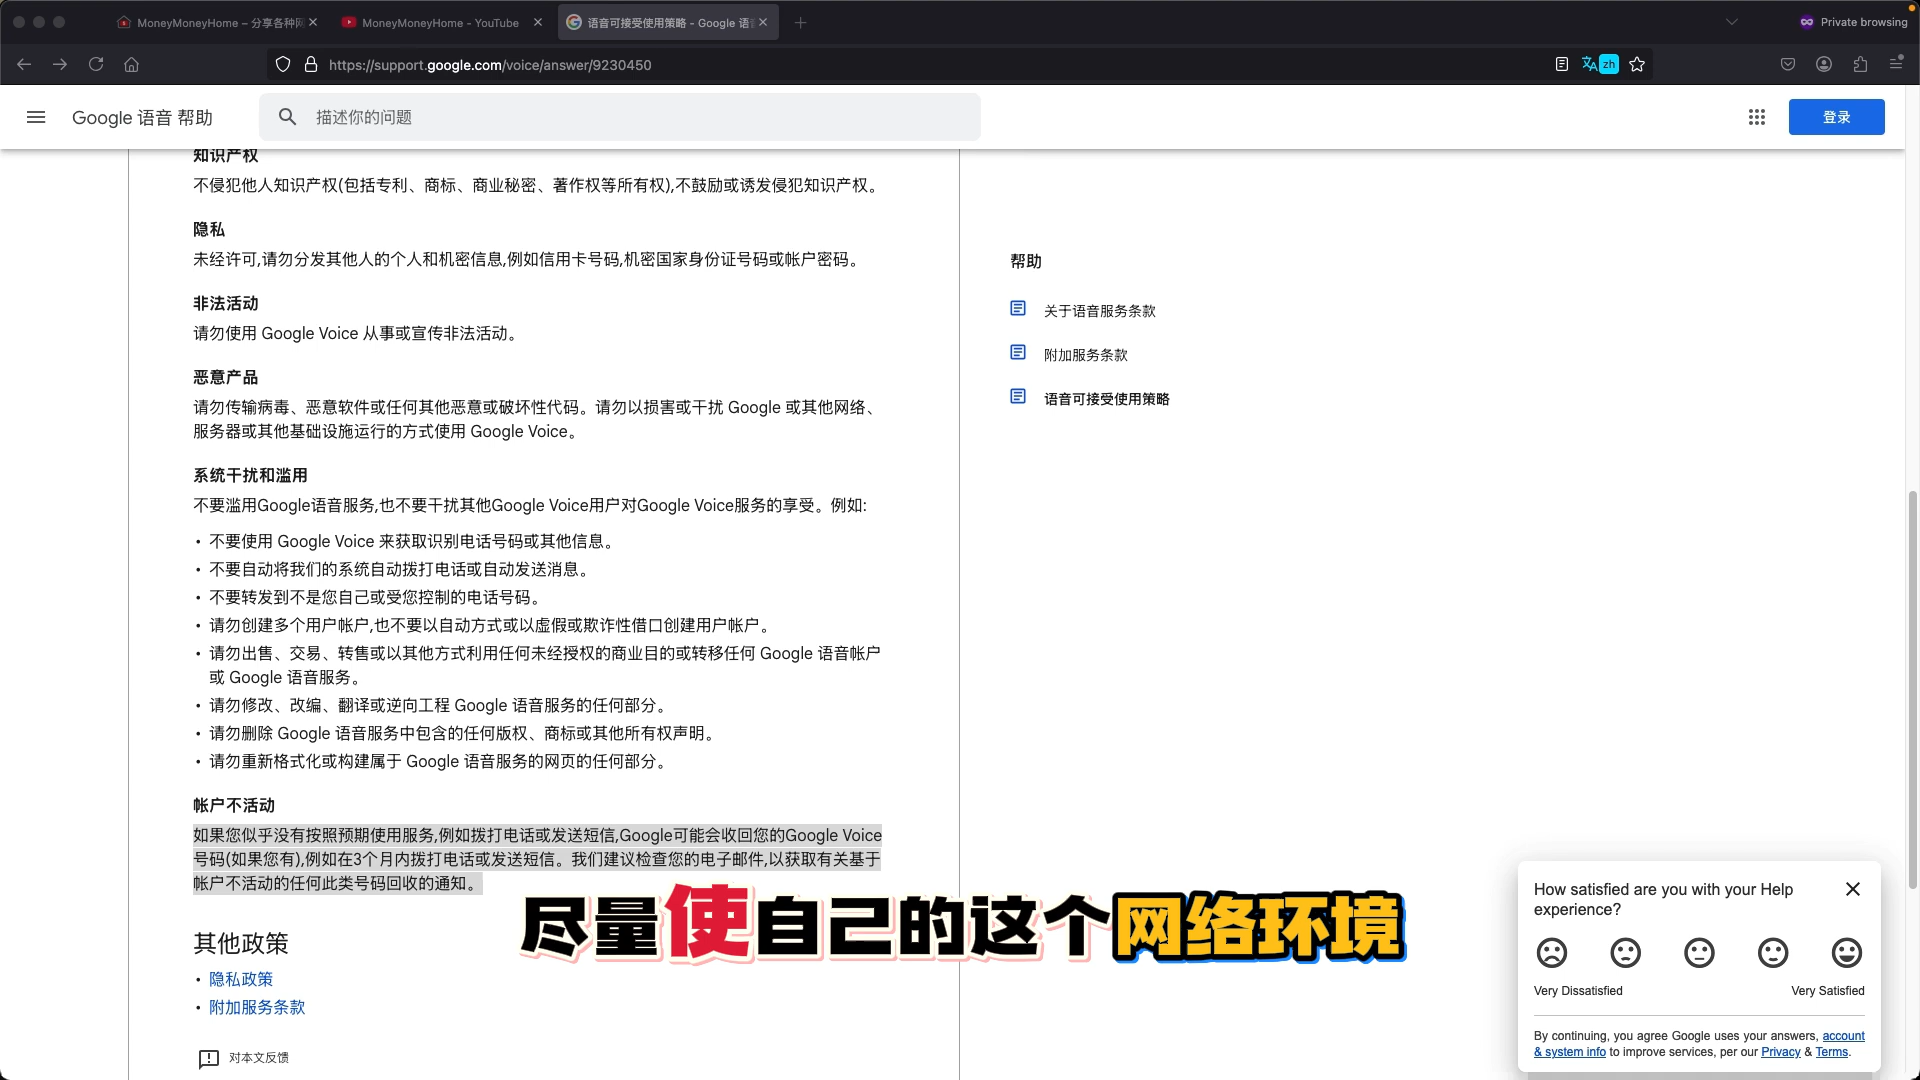 MoneyMoneyHome – 分享各种网
MoneyMoneyHome - YouTube
语音可接受使用策略 - Google 语音
Private browsing
https://support.google.com/voice/answer/9230450
zh
Google 语音 帮助
描述你的问题
登录
知识产权
不侵犯他人知识产权(包括专利、商标、商业秘密、著作权等所有权),不鼓励或诱发侵犯知识产权。
隐私
未经许可,请勿分发其他人的个人和机密信息,例如信用卡号码,机密国家身份证号码或帐户密码。
非法活动
请勿使用 Google Voice 从事或宣传非法活动。
恶意产品
请勿传输病毒、恶意软件或任何其他恶意或破坏性代码。请勿以损害或干扰 Google 或其他网络、
服务器或其他基础设施运行的方式使用 Google Voice。
系统干扰和滥用
不要滥用Google语音服务,也不要干扰其他Google Voice用户对Google Voice服务的享受。例如:
• 不要使用 Google Voice 来获取识别电话号码或其他信息。
• 不要自动将我们的系统自动拨打电话或自动发送消息。
• 不要转发到不是您自己或受您控制的电话号码。
• 请勿创建多个用户帐户,也不要以自动方式或以虚假或欺诈性借口创建用户帐户。
• 请勿出售、交易、转售或以其他方式利用任何未经授权的商业目的或转移任何 Google 语音帐户
或 Google 语音服务。
• 请勿修改、改编、翻译或逆向工程 Google 语音服务的任何部分。
• 请勿删除 Google 语音服务中包含的任何版权、商标或其他所有权声明。
• 请勿重新格式化或构建属于 Google 语音服务的网页的任何部分。
帐户不活动
如果您似乎没有按照预期使用服务,例如拨打电话或发送短信,Google可能会收回您的Google Voice
号码(如果您有),例如在3个月内拨打电话或发送短信。我们建议检查您的电子邮件,以获取有关基于
帐户不活动的任何此类号码回收的通知。
其他政策
• 隐私政策
• 附加服务条款
对本文反馈
帮助
关于语音服务条款
附加服务条款
语音可接受使用策略
尽量使自己的这个网络环境
How satisfied are you with your Help
experience?
Very Dissatisfied
Very Satisfied
By continuing, you agree Google uses your answers, account
& system info to improve services, per our Privacy & Terms.